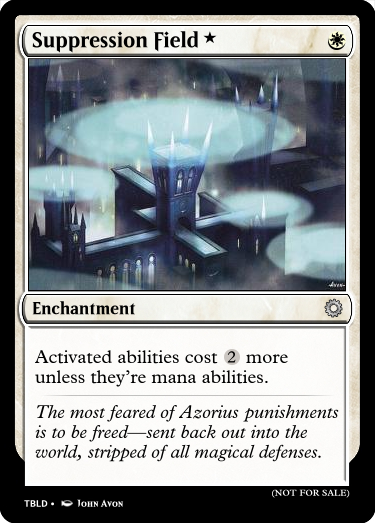 Suppression Field ★
AVON
Enchantment
Activated abilities cost 2 more
unless they're mana abilities.
The most feared of Azorius punishments
is to be freed—sent back out into the
world, stripped of all magical defenses.
(NOT FOR SALE)
TBLD • JOHN AVON